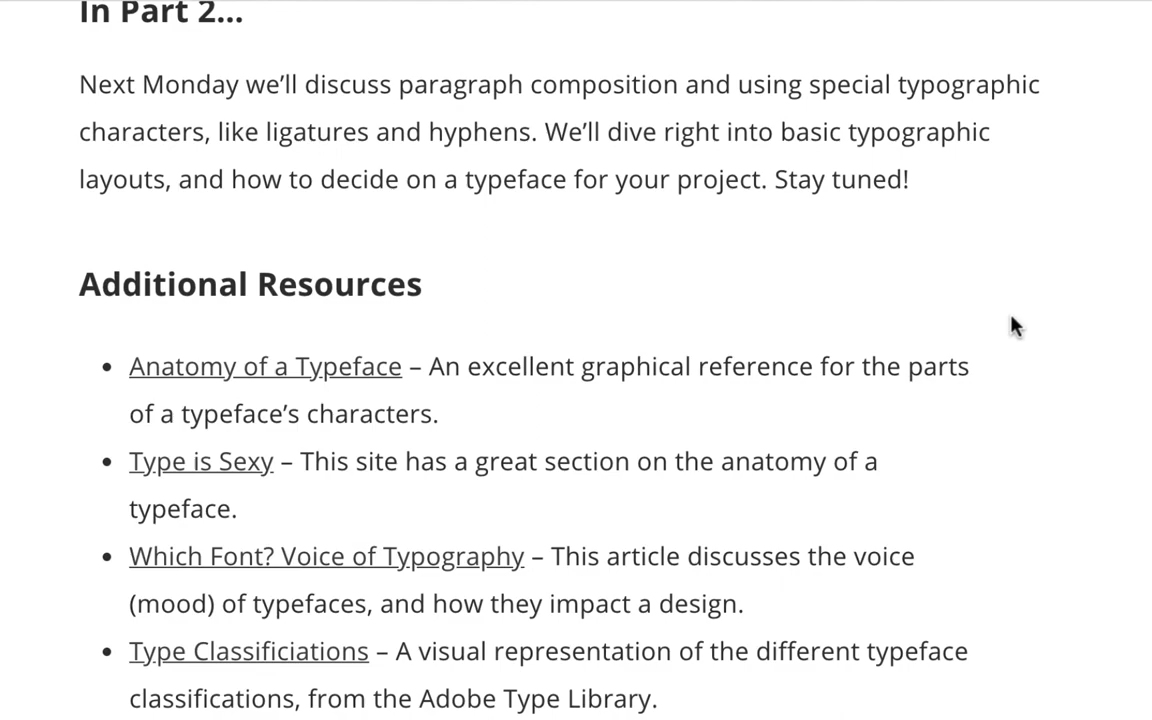 In Part 2...
Next Monday we’ll discuss paragraph composition and using special typographic
characters, like ligatures and hyphens. We’ll dive right into basic typographic
layouts, and how to decide on a typeface for your project. Stay tuned!
Additional Resources
• Anatomy of a Typeface – An excellent graphical reference for the parts
of a typeface’s characters.
• Type is Sexy – This site has a great section on the anatomy of a
typeface.
• Which Font? Voice of Typography – This article discusses the voice
(mood) of typefaces, and how they impact a design.
• Type Classificiations – A visual representation of the different typeface
classifications, from the Adobe Type Library.